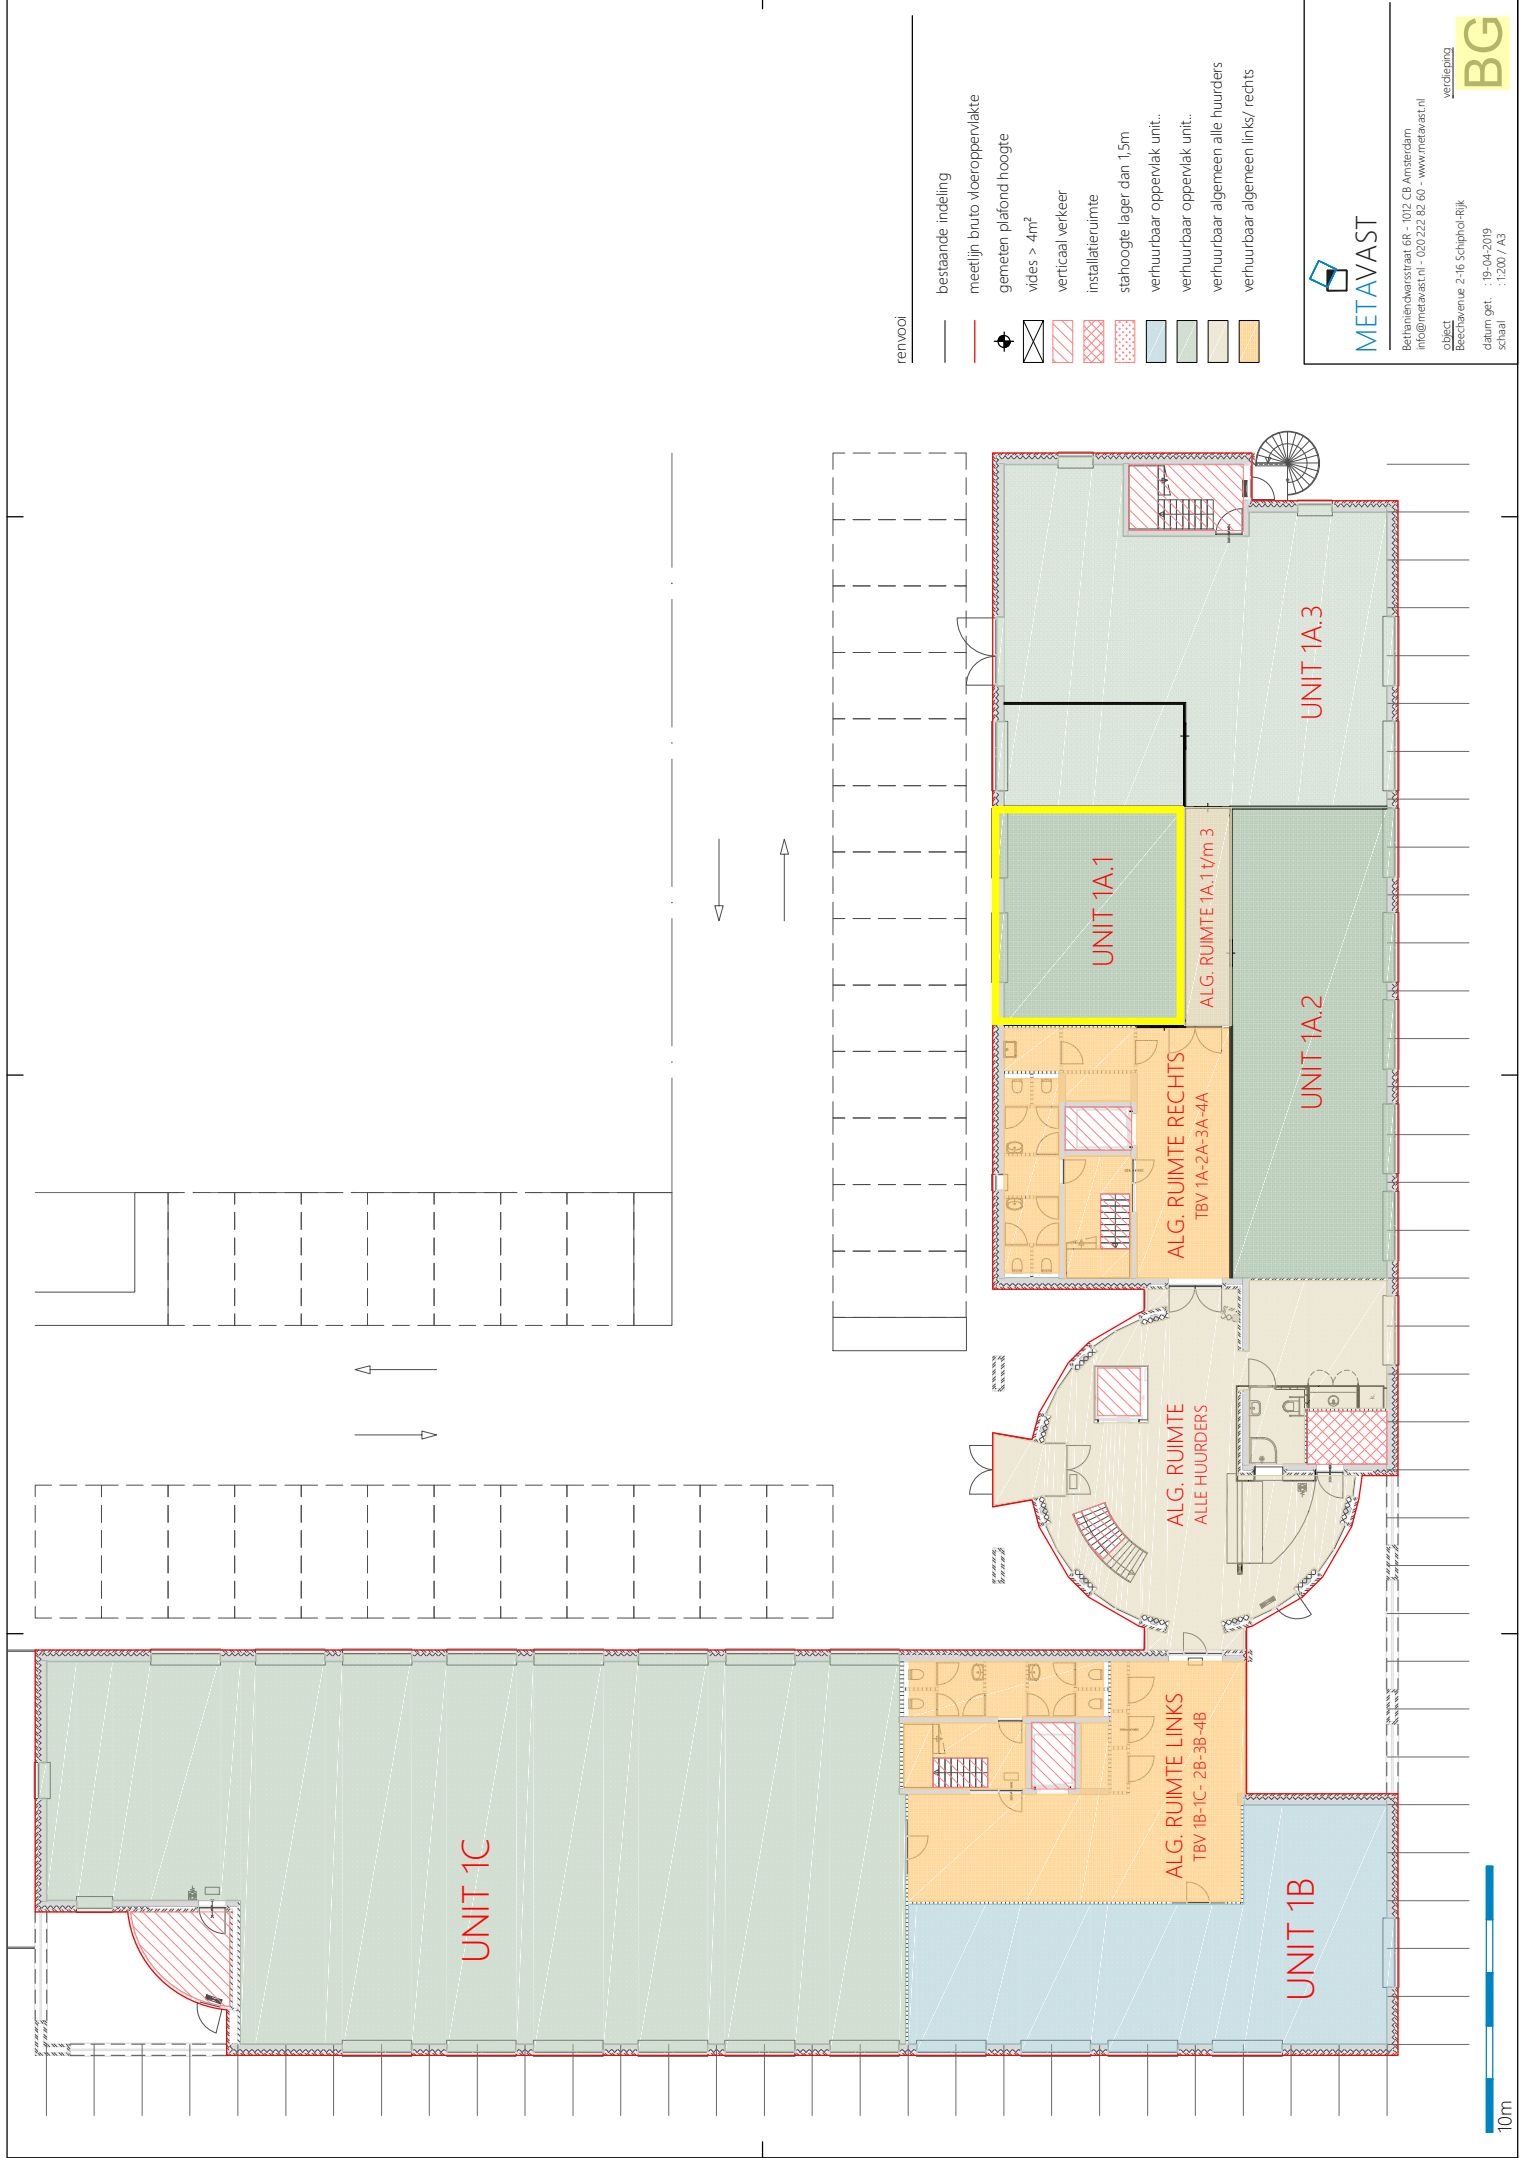 renvooi
bestaande indeling
meetlijn bruto vloeroppervlakte
gemeten plafond hoogte
vides > 4m²
verticaal verkeer
installatieruimte
stahoogte lager dan 1,5m
verhuurbaar oppervlak unit..
verhuurbaar oppervlak unit..
verhuurbaar algemeen alle huurders
verhuurbaar algemeen links/ rechts
METAVAST
Bethaniëndwarsstraat 6R - 1012 CB Amsterdam
info@metavast.nl - 020 222 82 60 - www.metavast.nl
object
Beechavenue 2-16 Schiphol-Rijk
verdieping
BG
datum get. : 19-04-2019
schaal : 1:200 / A3
UNIT 1A.3
UNIT 1A.1
ALG. RUIMTE 1A.1 t/m 3
UNIT 1A.2
ALG. RUIMTE RECHTS
TBV 1A-2A-3A-4A
ALG. RUIMTE
ALLE HUURDERS
ALG. RUIMTE LINKS
TBV 1B-1C- 2B-3B-4B
UNIT 1C
UNIT 1B
10m